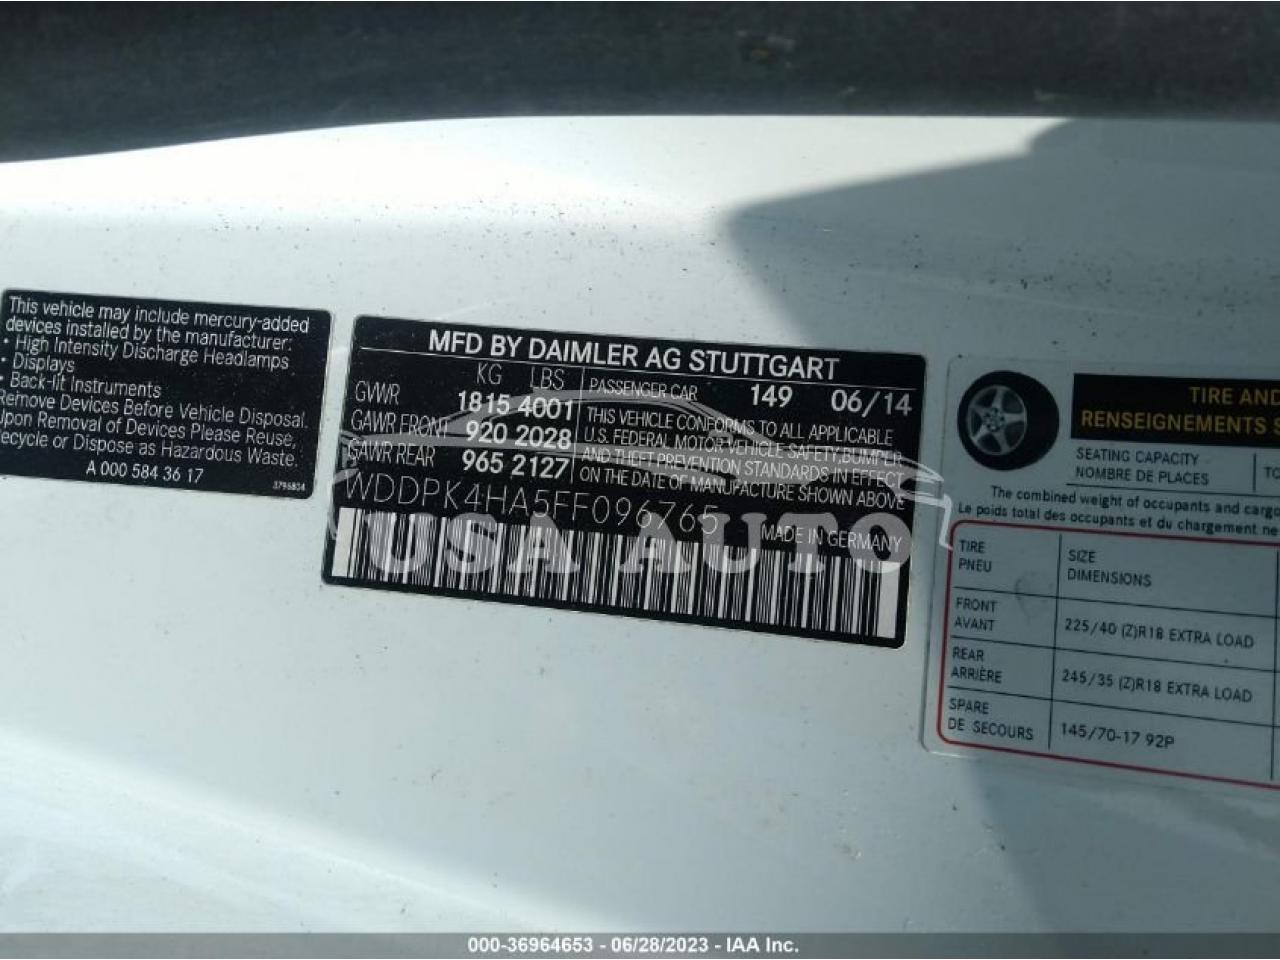 This vehicle may include mercury-added
devices installed by the manufacturer:
• High Intensity Discharge Headlamps
• Displays
• Back-lit Instruments
Remove Devices Before Vehicle Disposal.
Upon Removal of Devices Please Reuse,
Recycle or Dispose as Hazardous Waste.
A 000 584 36 17
MFD BY DAIMLER AG STUTTGART
KG LBS
GVWR 1815 4001
GAWR FRONT 920 2028
GAWR REAR 965 2127
PASSENGER CAR 149 06/14
THIS VEHICLE CONFORMS TO ALL APPLICABLE
U.S. FEDERAL MOTOR VEHICLE SAFETY, BUMPER,
AND THEFT PREVENTION STANDARDS IN EFFECT
ON THE DATE OF MANUFACTURE SHOWN ABOVE
WDDPK4HA5FF096765
MADE IN GERMANY
USA AUTO
TIRE AND
RENSEIGNEMENTS S
SEATING CAPACITY
NOMBRE DE PLACES
The combined weight of occupants and cargo
Le poids total des occupants et du chargement ne
TIRE SIZE
PNEU DIMENSIONS
FRONT
AVANT 225/40 (Z)R18 EXTRA LOAD
REAR
ARRIÈRE 245/35 (Z)R18 EXTRA LOAD
SPARE
DE SECOURS 145/70-17 92P
000-36964653 - 06/28/2023 - IAA Inc.